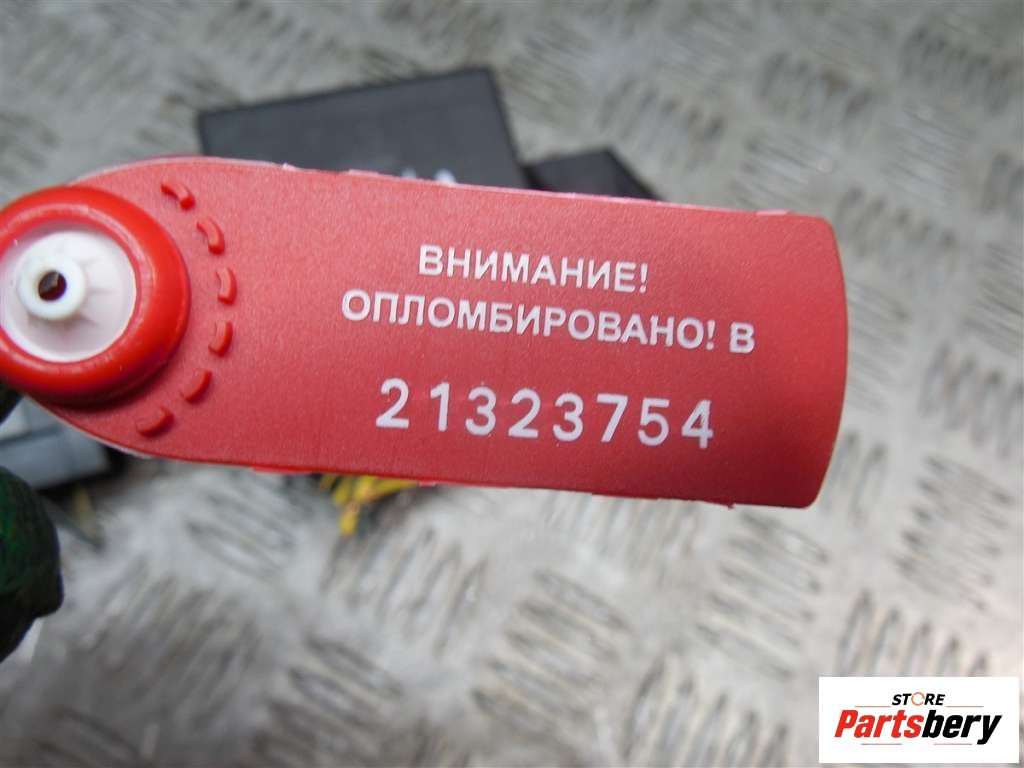 ВНИМАНИЕ!
ОПЛОМБИРОВАНО! В
21323754
STORE
Partsbery